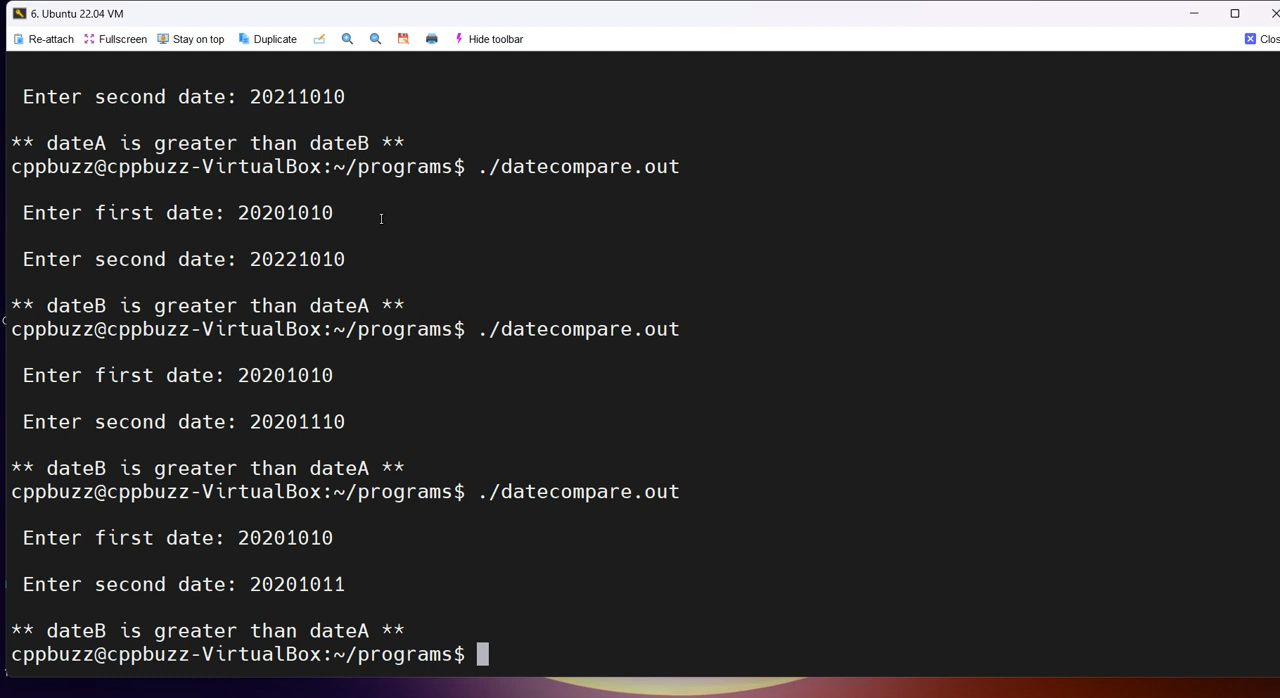 6. Ubuntu 22.04 VM
Re-attach Fullscreen Stay on top Duplicate Hide toolbar Clos
Enter second date: 20211010
** dateA is greater than dateB **
cppbuzz@cppbuzz-VirtualBox:~/programs$ ./datecompare.out
Enter first date: 20201010
Enter second date: 20221010
** dateB is greater than dateA **
cppbuzz@cppbuzz-VirtualBox:~/programs$ ./datecompare.out
Enter first date: 20201010
Enter second date: 20201110
** dateB is greater than dateA **
cppbuzz@cppbuzz-VirtualBox:~/programs$ ./datecompare.out
Enter first date: 20201010
Enter second date: 20201011
** dateB is greater than dateA **
cppbuzz@cppbuzz-VirtualBox:~/programs$